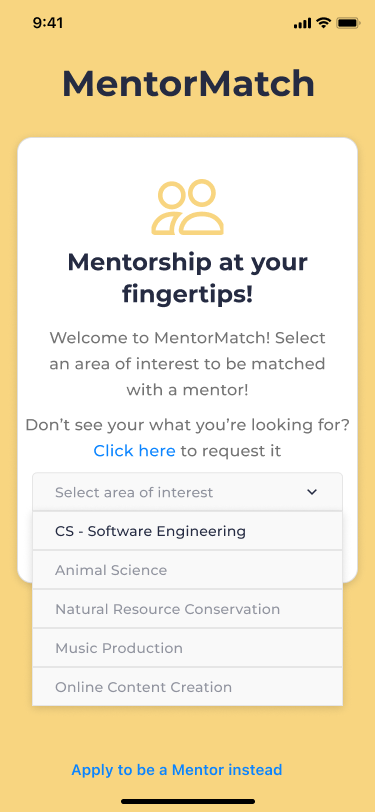 9:41
MentorMatch
Mentorship at your
fingertips!
Welcome to MentorMatch! Select
an area of interest to be matched
with a mentor!
Don’t see your what you’re looking for?
Click here to request it
Select area of interest
CS - Software Engineering
Animal Science
Natural Resource Conservation
Music Production
Online Content Creation
Apply to be a Mentor instead